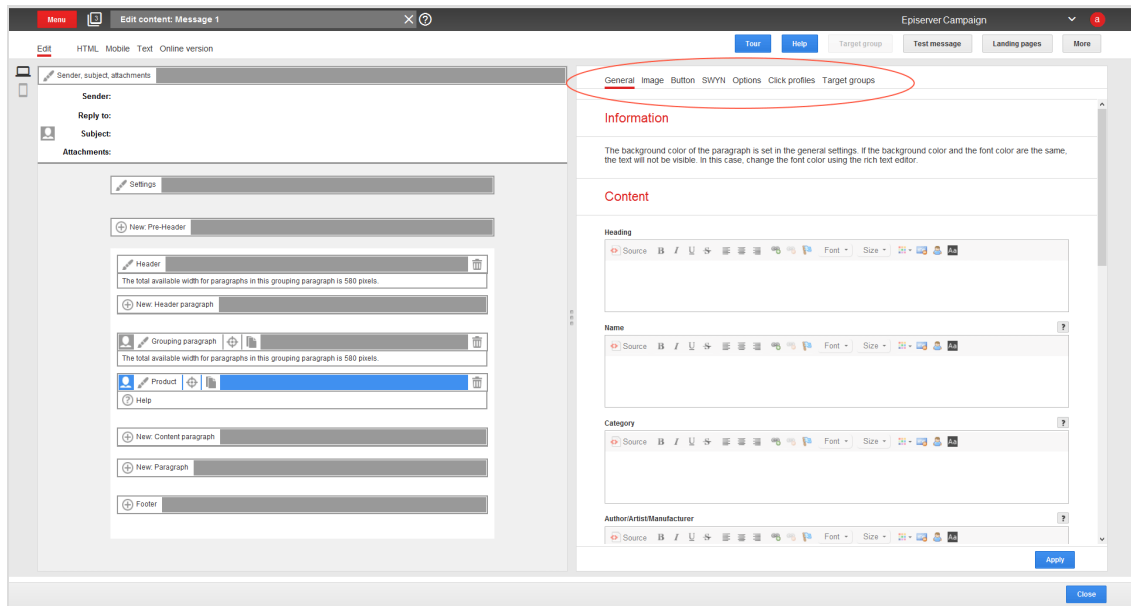 Menu 3 Edit content: Message 1 Episerver Campaign a
Edit HTML Mobile Text Online version Tour Help Target group Test message Landing pages More
Sender, subject, attachments
Sender:
Reply to:
Subject:
Attachments:
Settings
New: Pre-Header
Header
The total available width for paragraphs in this grouping paragraph is 580 pixels.
New: Header paragraph
Grouping paragraph
The total available width for paragraphs in this grouping paragraph is 580 pixels.
Product
? Help
New: Content paragraph
New: Paragraph
Footer
General Image Button SWYN Options Click profiles Target groups
Information
The background color of the paragraph is set in the general settings. If the background color and the font color are the same,
the text will not be visible. In this case, change the font color using the rich text editor.
Content
Heading
Source B I U S Font Size Aa
Name ?
Source B I U S Font Size Aa
Category ?
Source B I U S Font Size Aa
Author/Artist/Manufacturer ?
Source B I U S Font Size Aa
Apply
Close